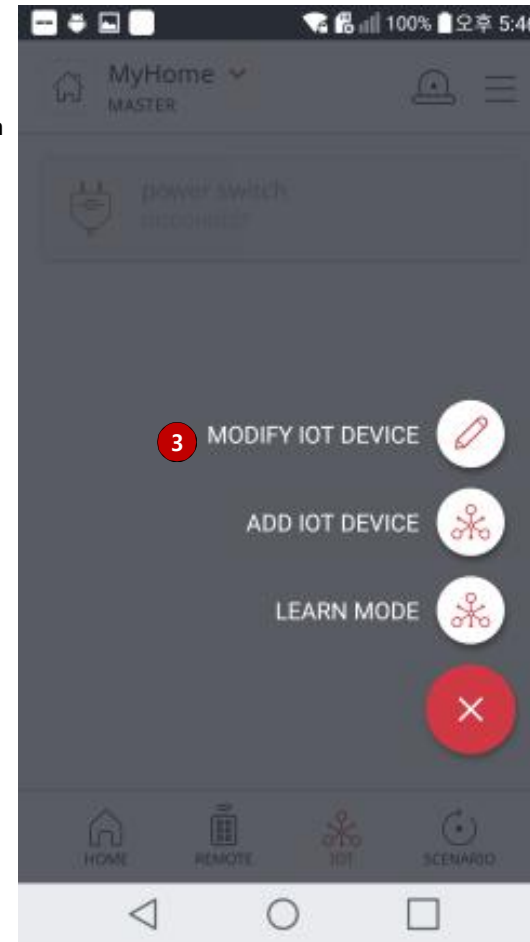 100% 오후 5:46
MyHome
MASTER
power switch
3 MODIFY IOT DEVICE
ADD IOT DEVICE
LEARN MODE
HOME REMOTE IOT SCENARIO